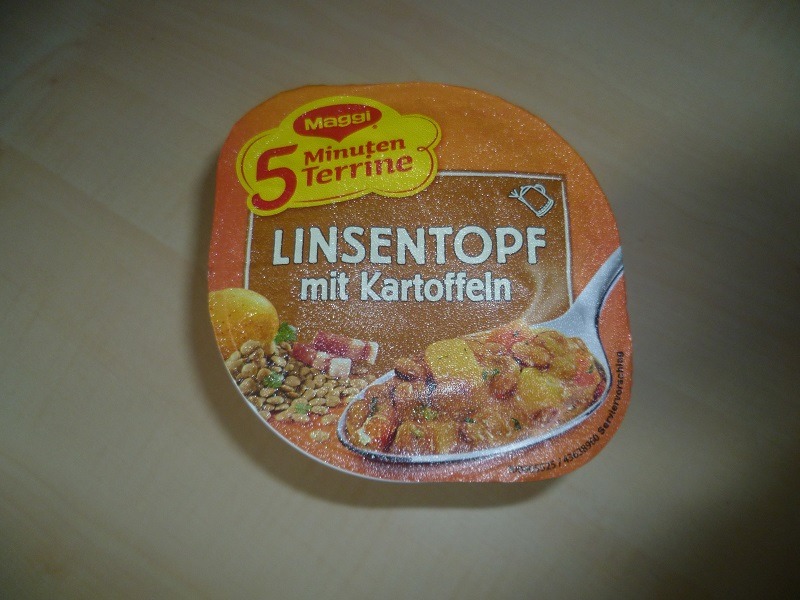 Maggi
5 Minuten
Terrine
LINSENTOPF
mit Kartoffeln
Serviervorschlag